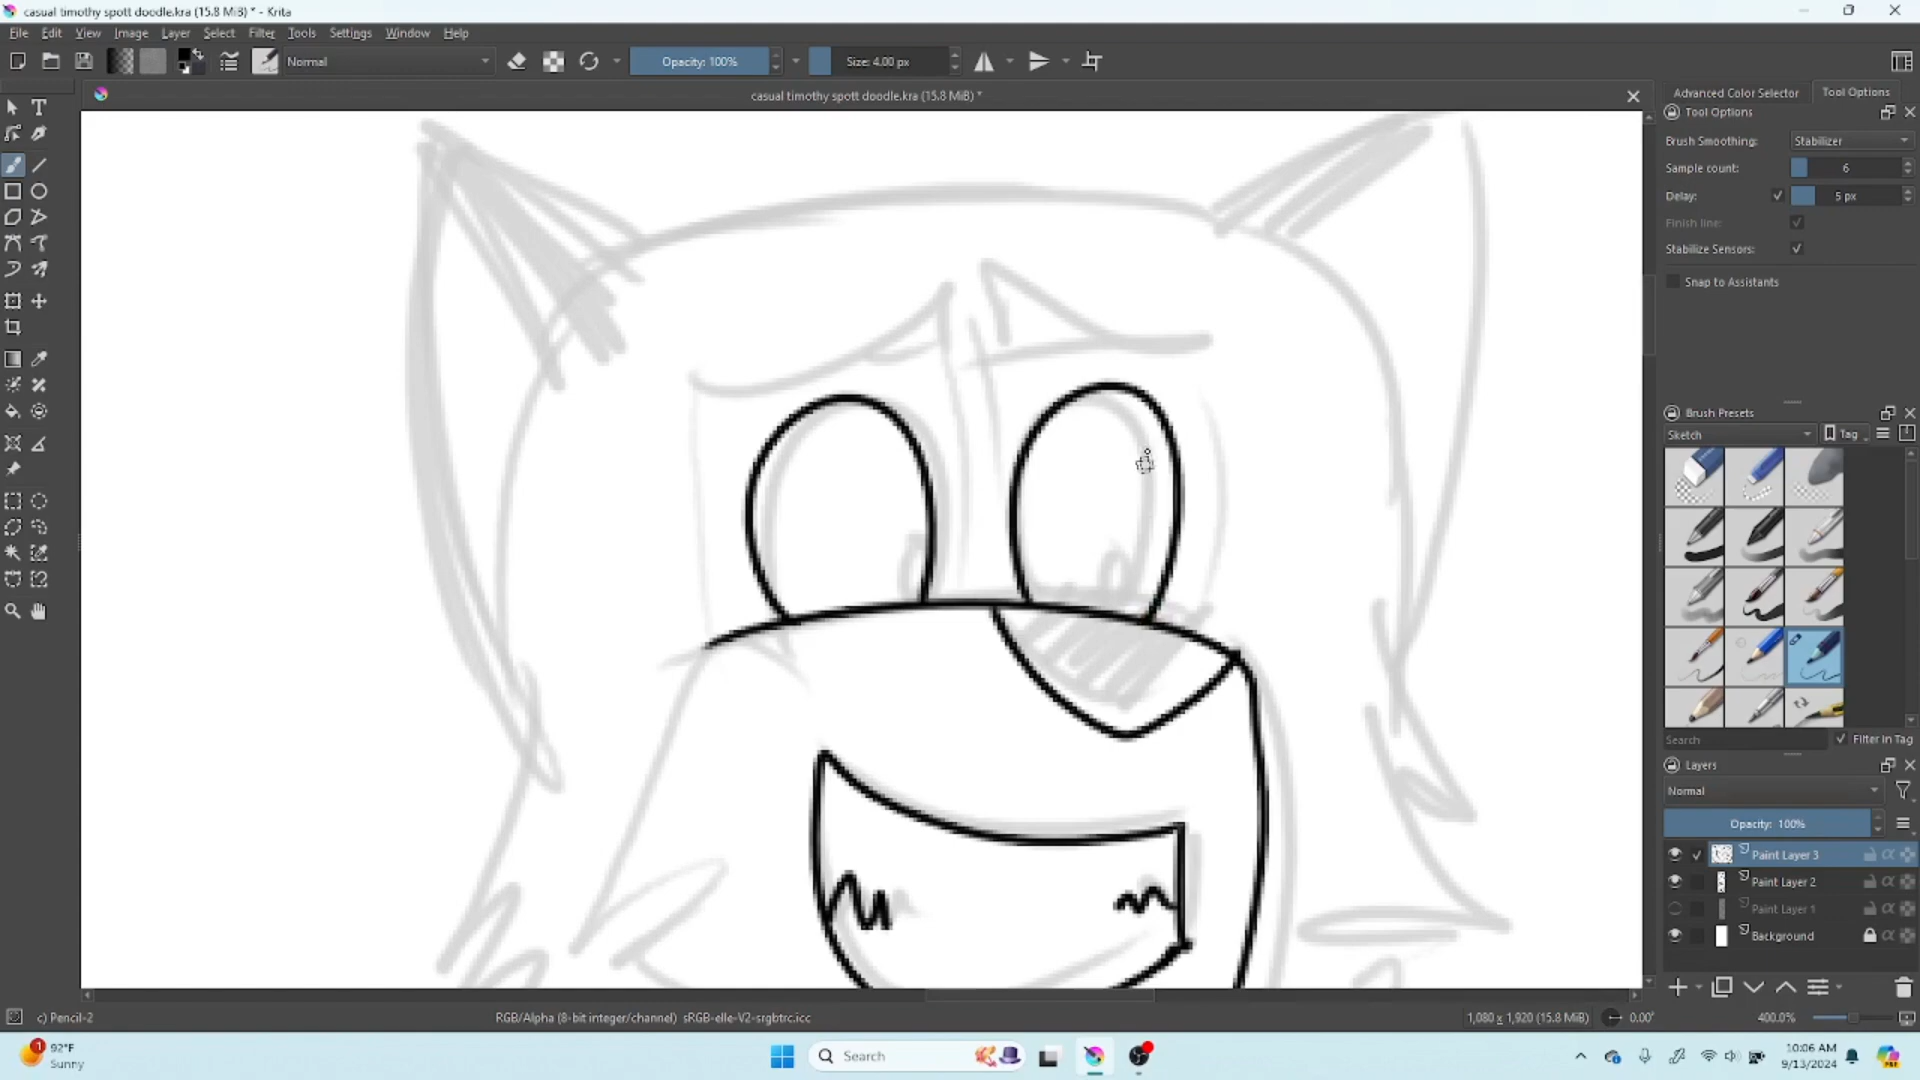 casual timothy spott doodle.kra (15.8 MiB) * - Krita
File Edit View Image Layer Select Filter Tools Settings Window Help
Normal
Opacity: 100%
Size: 4.00 px
casual timothy spott doodle.kra (15.8 MiB) *
Advanced Color Selector
Tool Options
Tool Options
Brush Smoothing: Stabilizer
Sample count: 6
Delay: 5 px
Finish line:
Stabilize Sensors:
Snap to Assistants
Brush Presets
Sketch
Tag
Search
Filter in Tag
Layers
Normal
Opacity: 100%
Paint Layer 3
Paint Layer 2
Paint Layer 1
Background
c) Pencil-2
RGB/Alpha (8-bit integer/channel) sRGB-elle-V2-srgbtrc.icc
1,080 x 1,920 (15.8 MiB)
0.00°
400.0%
1
92°F
Sunny
Search
10:06 AM
9/13/2024